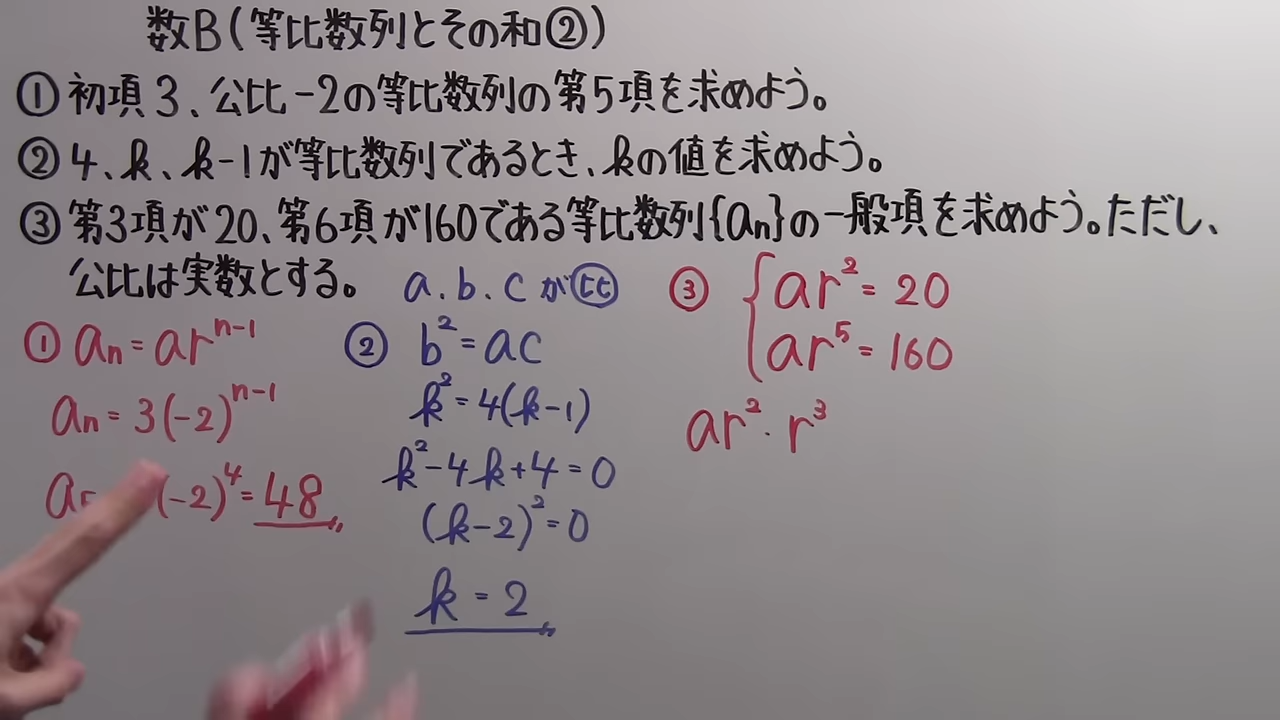 数B(等比数列とその和②)
①初項3、公比-2の等比数列の第5項を求めよう。
②4、k、k-1が等比数列であるとき、kの値を求めよう。
③第3項が20、第6項が160である等比数列{an}の一般項を求めよう。ただし、
公比は実数とする。
① an=ar^{n-1}
an=3(-2)^{n-1}
a (-2)^4=48
a.b.cが比
② b²=ac
k²=4(k-1)
k²-4k+4=0
(k-2)²=0
k=2
③ { ar²=20
ar⁵=160
ar²・r³